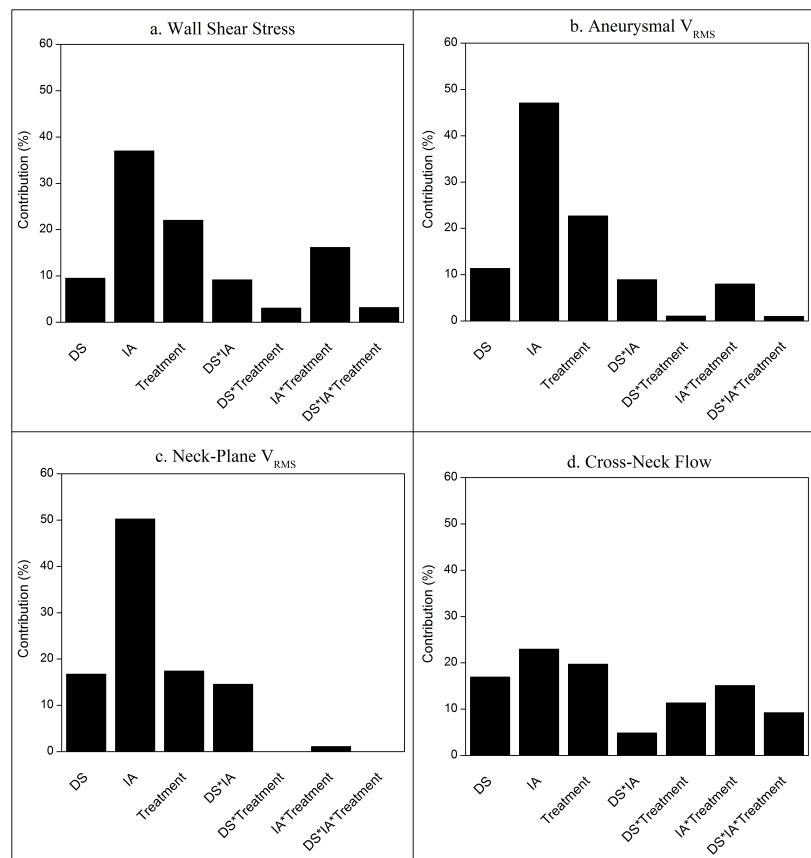 a. Wall Shear Stress
60
50
40
30
20
10
0
Contribution (%)
DS
IA
Treatment
DS*IA
DS*Treatment
IA*Treatment
DS*IA*Treatment
b. Aneurysmal VRMS
60
50
40
30
20
10
0
Contribution (%)
DS
IA
Treatment
DS*IA
DS*Treatment
IA*Treatment
DS*IA*Treatment
c. Neck-Plane VRMS
60
50
40
30
20
10
0
Contribution (%)
DS
IA
Treatment
DS*IA
DS*Treatment
IA*Treatment
DS*IA*Treatment
d. Cross-Neck Flow
60
50
40
30
20
10
0
Contribution (%)
DS
IA
Treatment
DS*IA
DS*Treatment
IA*Treatment
DS*IA*Treatment